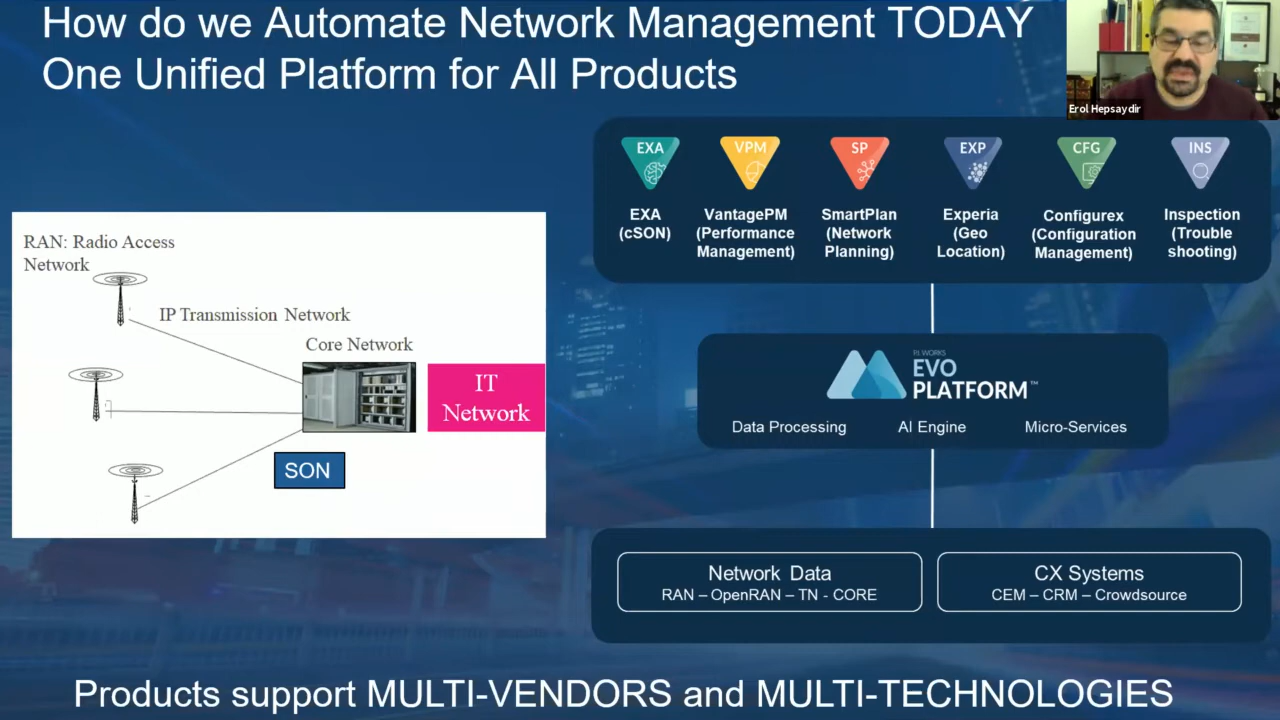 How do we Automate Network Management TODAY
One Unified Platform for All Products
Erol Hepsaydir
EXA
VPM
SP
EXP
CFG
INS
EXA
(cSON)
VantagePM
(Performance
Management)
SmartPlan
(Network
Planning)
Experia
(Geo
Location)
Configurex
(Configuration
Management)
Inspection
(Trouble
shooting)
RAN: Radio Access
Network
IP Transmission Network
Core Network
IT
Network
SON
EVO
PLATFORM™
Data Processing
AI Engine
Micro-Services
Network Data
RAN – OpenRAN – TN - CORE
CX Systems
CEM – CRM – Crowdsource
Products support MULTI-VENDORS and MULTI-TECHNOLOGIES